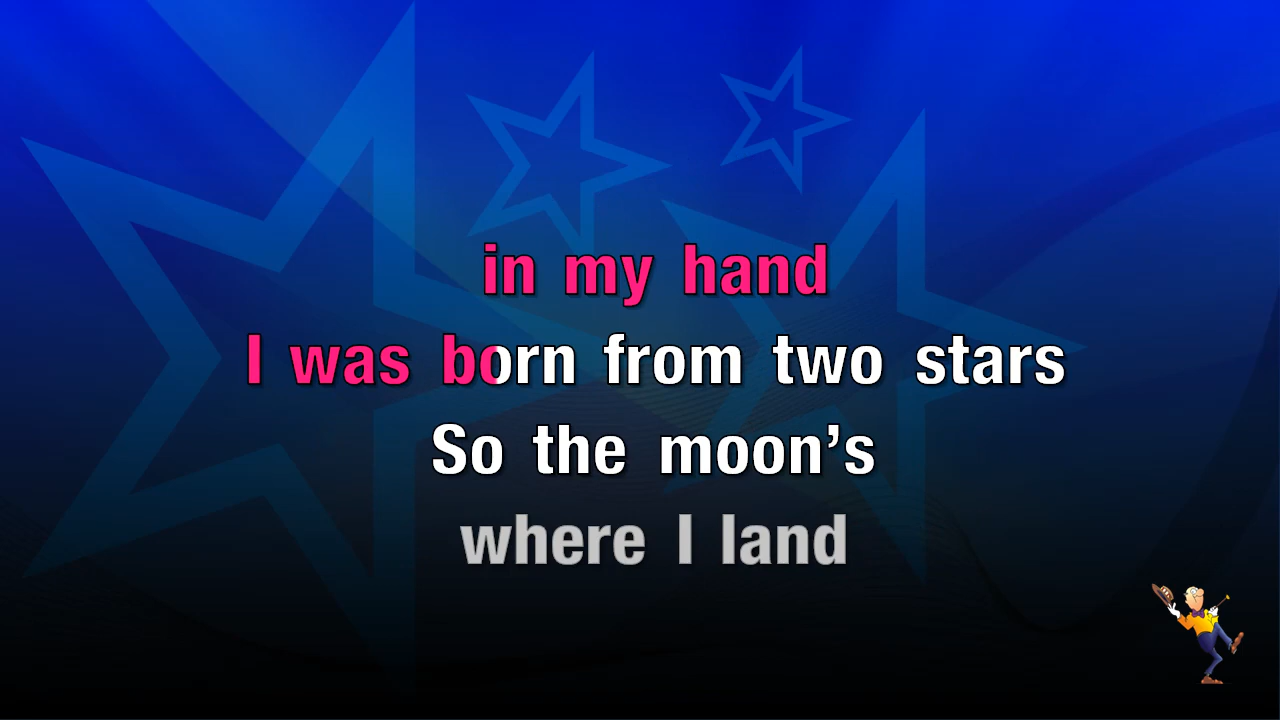 in my hand
I was born from two stars
So the moon’s
where I land